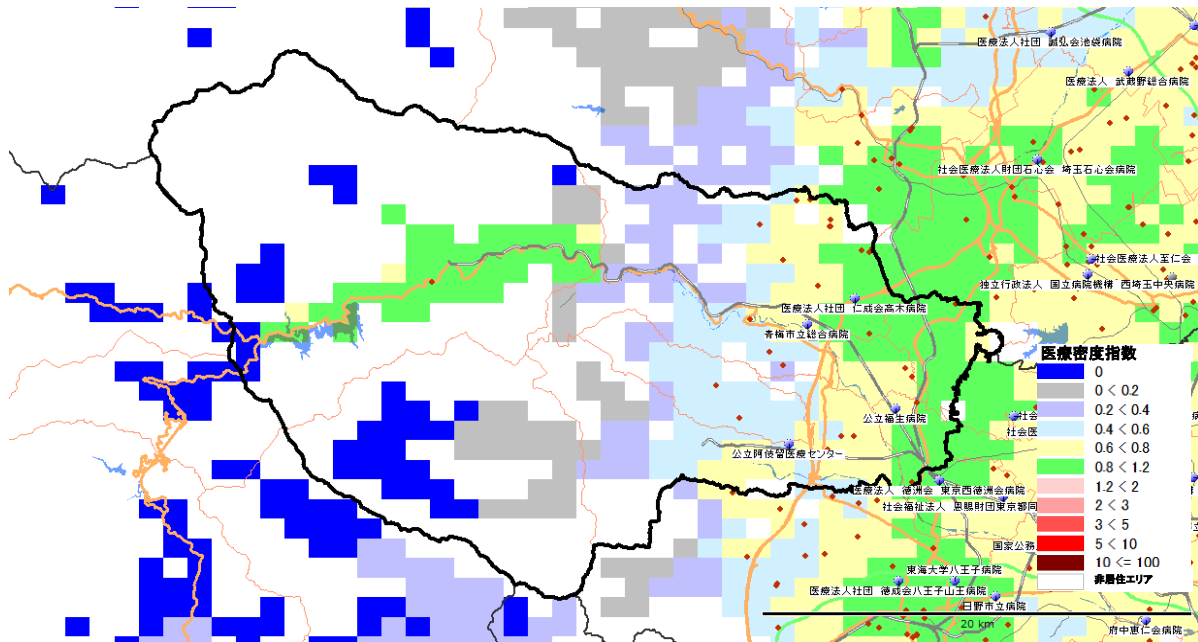 医療法人社団 誠弘会池袋病院
医療法人 武蔵野総合病院
社会医療法人財団石心会 埼玉石心会病院
社会医療法人至仁会
独立行政法人 国立病院機構 西埼玉中央病院
医療法人社団 仁成会高木病院
青梅市立総合病院
公立福生病院
公立阿伎留医療センター
医療法人 徳洲会 東京西徳洲会病院
社会福祉法人 恩賜財団東京都同
国家公務
東海大学八王子病院
医療法人社団 徳成会八王子山王病院
日野市立病院
府中恵仁会病院
20 km
社会
社会医
医療密度指数
0
0 < 0.2
0.2 < 0.4
0.4 < 0.6
0.6 < 0.8
0.8 < 1.2
1.2 < 2
2 < 3
3 < 5
5 < 10
10 <= 100
非居住エリア